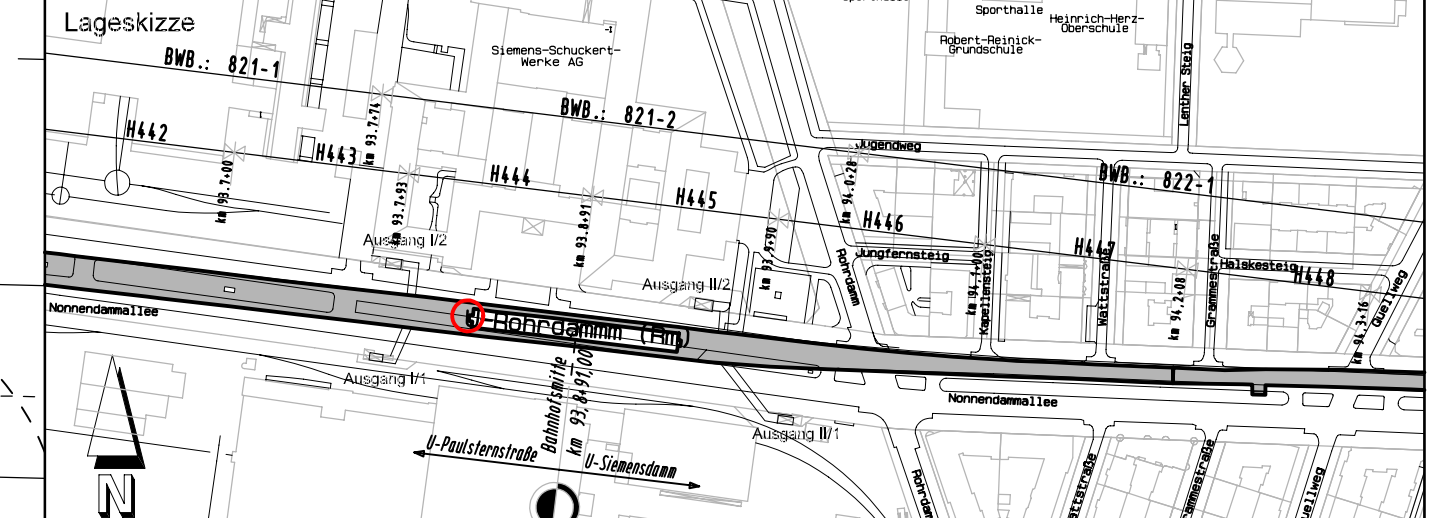 Lageskizze
Sporthalle
Heinrich-Herz-
Oberschule
Robert-Reinick-
Grundschule
Siemens-Schuckert-
Werke AG
Lenther Steig
BWB.: 821-1
BWB.: 821-2
BWB.: 822-1
Jugendweg
H442
H443
H444
H445
H446
H447
H448
km 93.7+00
km 93.7+74
km 93.7+93
km 93.8+91
km 93.9+90
km 94.0+28
km 94.1+00
km 94.2+08
km 94.3+16
Ausgang I/2
Ausgang II/2
Jungfernsteig
Halskesteig
Rohrdamm
Kapellensteig
Wattstraße
Grammestraße
Quellweg
Nonnendammallee
Rohrdammm (Rm)
Ausgang I/1
Ausgang II/1
Bahnhofsmitte
km 93,8+91,00
Nonnendammallee
U-Paulsternstraße
U-Siemensdamm
N